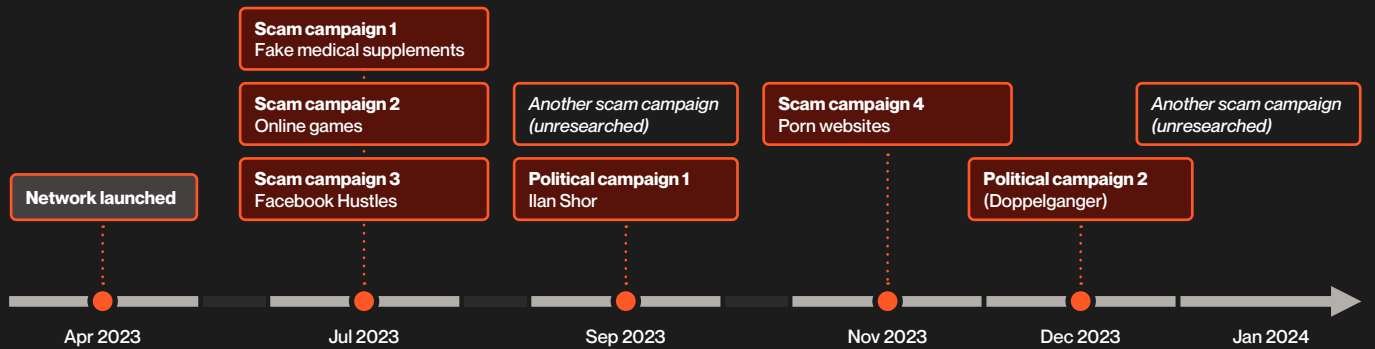 Scam campaign 1
Fake medical supplements
Scam campaign 2
Online games
Another scam campaign
(unresearched)
Scam campaign 4
Porn websites
Another scam campaign
(unresearched)
Network launched
Scam campaign 3
Facebook Hustles
Political campaign 1
Ilan Shor
Political campaign 2
(Doppelganger)
Apr 2023
Jul 2023
Sep 2023
Nov 2023
Dec 2023
Jan 2024